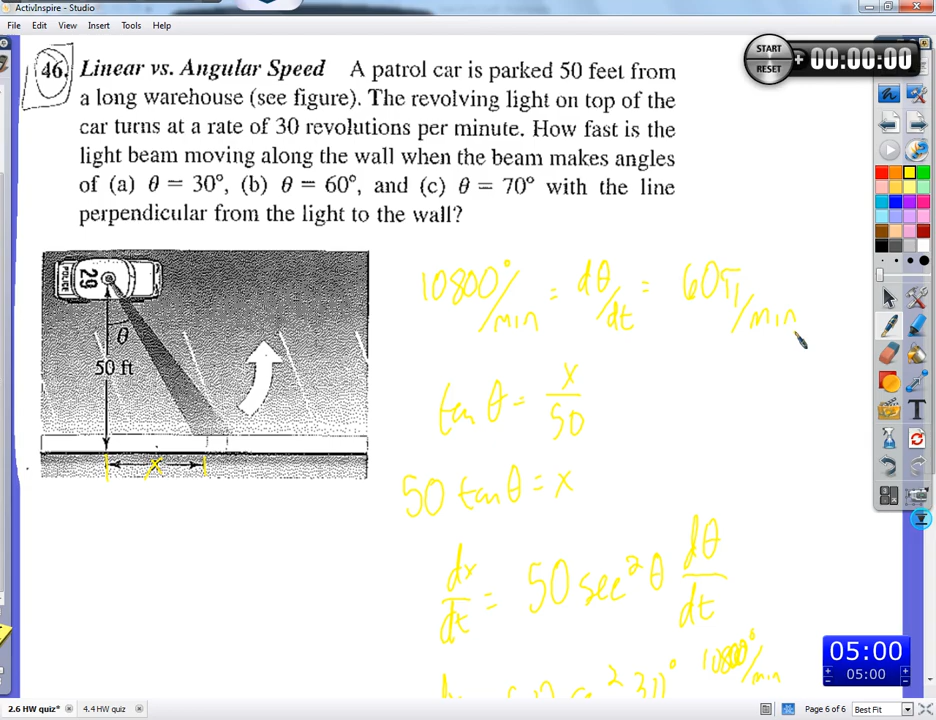 ActivInspire - Studio
File Edit View Insert Tools Help
START
RESET
+ 00:00:00
46. Linear vs. Angular Speed A patrol car is parked 50 feet from
a long warehouse (see figure). The revolving light on top of the
car turns at a rate of 30 revolutions per minute. How fast is the
light beam moving along the wall when the beam makes angles
of (a) θ = 30°, (b) θ = 60°, and (c) θ = 70° with the line
perpendicular from the light to the wall?
POLICE
29
θ
50 ft
x
10800°/min = dθ/dt = 60π/min
tan θ = x/50
50 tan θ = x
dx/dt = 50 sec² θ dθ/dt
10800°/min
² 30°
05:00
05:00
2.6 HW quiz* 4.4 HW quiz
Page 6 of 6 Best Fit